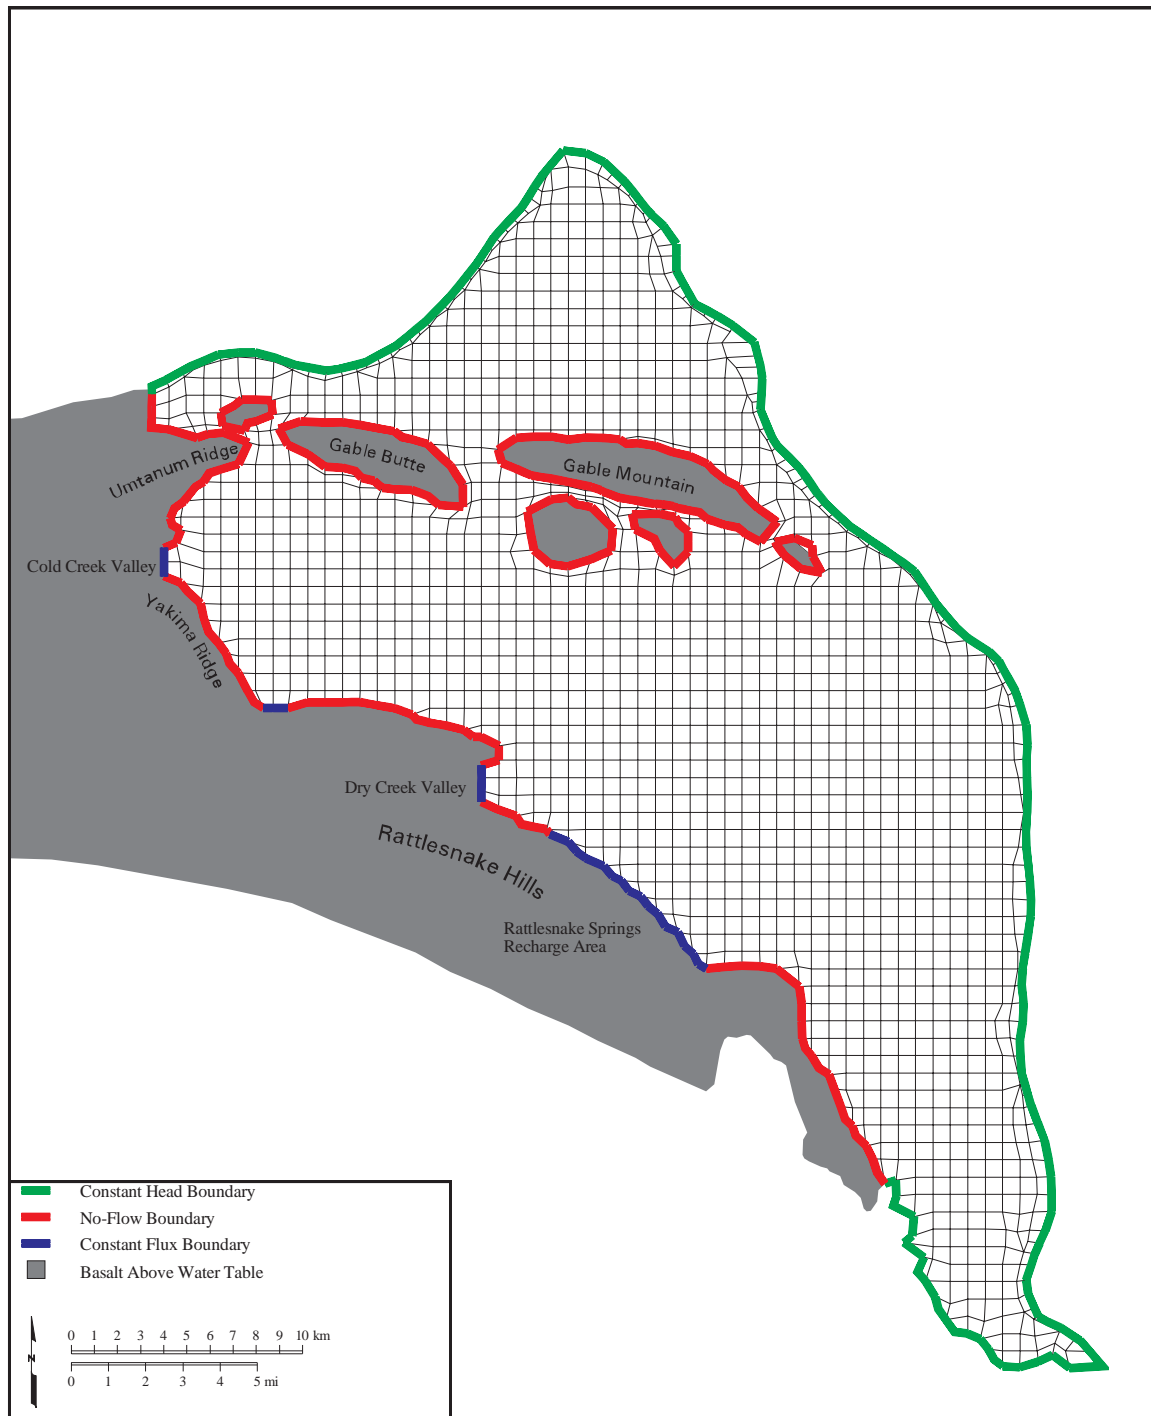 Gable Butte
Umtanum Ridge
Gable Mountain
Cold Creek Valley
Yakima Ridge
Dry Creek Valley
Rattlesnake Hills
Rattlesnake Springs
Recharge Area
Constant Head Boundary
No-Flow Boundary
Constant Flux Boundary
Basalt Above Water Table
N
0 1 2 3 4 5 6 7 8 9 10 km
0 1 2 3 4 5 mi